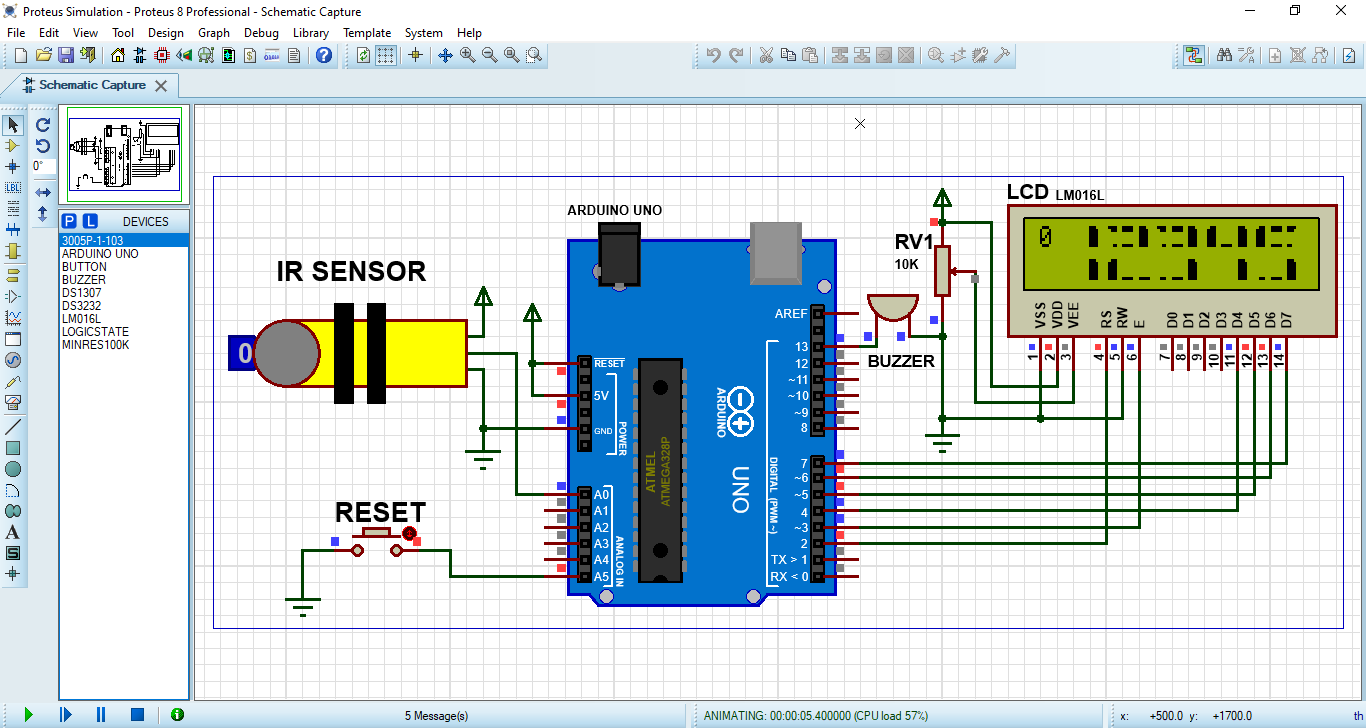 Proteus Simulation - Proteus 8 Professional - Schematic Capture
File Edit View Tool Design Graph Debug Library Template System Help
Schematic Capture
0°
LBL
A
S
P L DEVICES
3005P-1-103
ARDUINO UNO
BUTTON
BUZZER
DS1307
DS3232
LM016L
LOGICSTATE
MINRES100K
IR SENSOR
0
RESET
ARDUINO UNO
RESET
5V
GND
POWER
A0
A1
A2
A3
A4
A5
ANALOG IN
ATMEL
ATMEGA328P
ARDUINO
UNO
AREF
13
12
~11
~10
~9
8
7
~6
~5
4
~3
2
TX > 1
RX < 0
DIGITAL (PWM ~)
BUZZER
RV1
10K
LCD LM016L
0
VSS VDD VEE RS RW E D0 D1 D2 D3 D4 D5 D6 D7
1 2 3 4 5 6 7 8 9 10 11 12 13 14
5 Message(s)
ANIMATING: 00:00:05.400000 (CPU load 57%)
x: +500.0 y: +1700.0 th